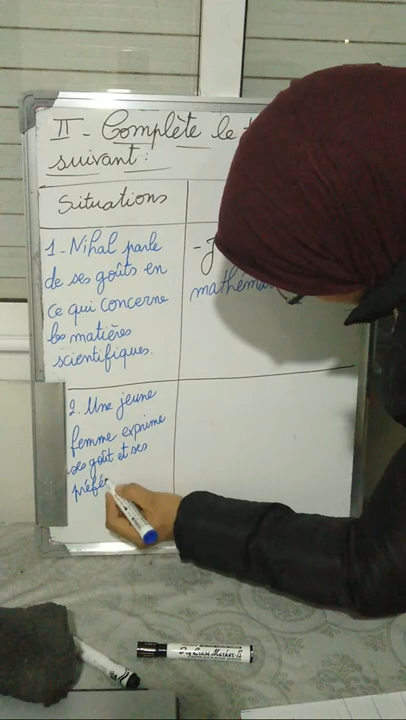 II - Complète le
suivant :
Situations
1 - Nihal parle
de ses goûts en
ce qui concerne
les matières
scientifiques.
- J
mathéma
2. Une jeune
femme exprime
ses goût et ses
préfé
Dry Erase Marker